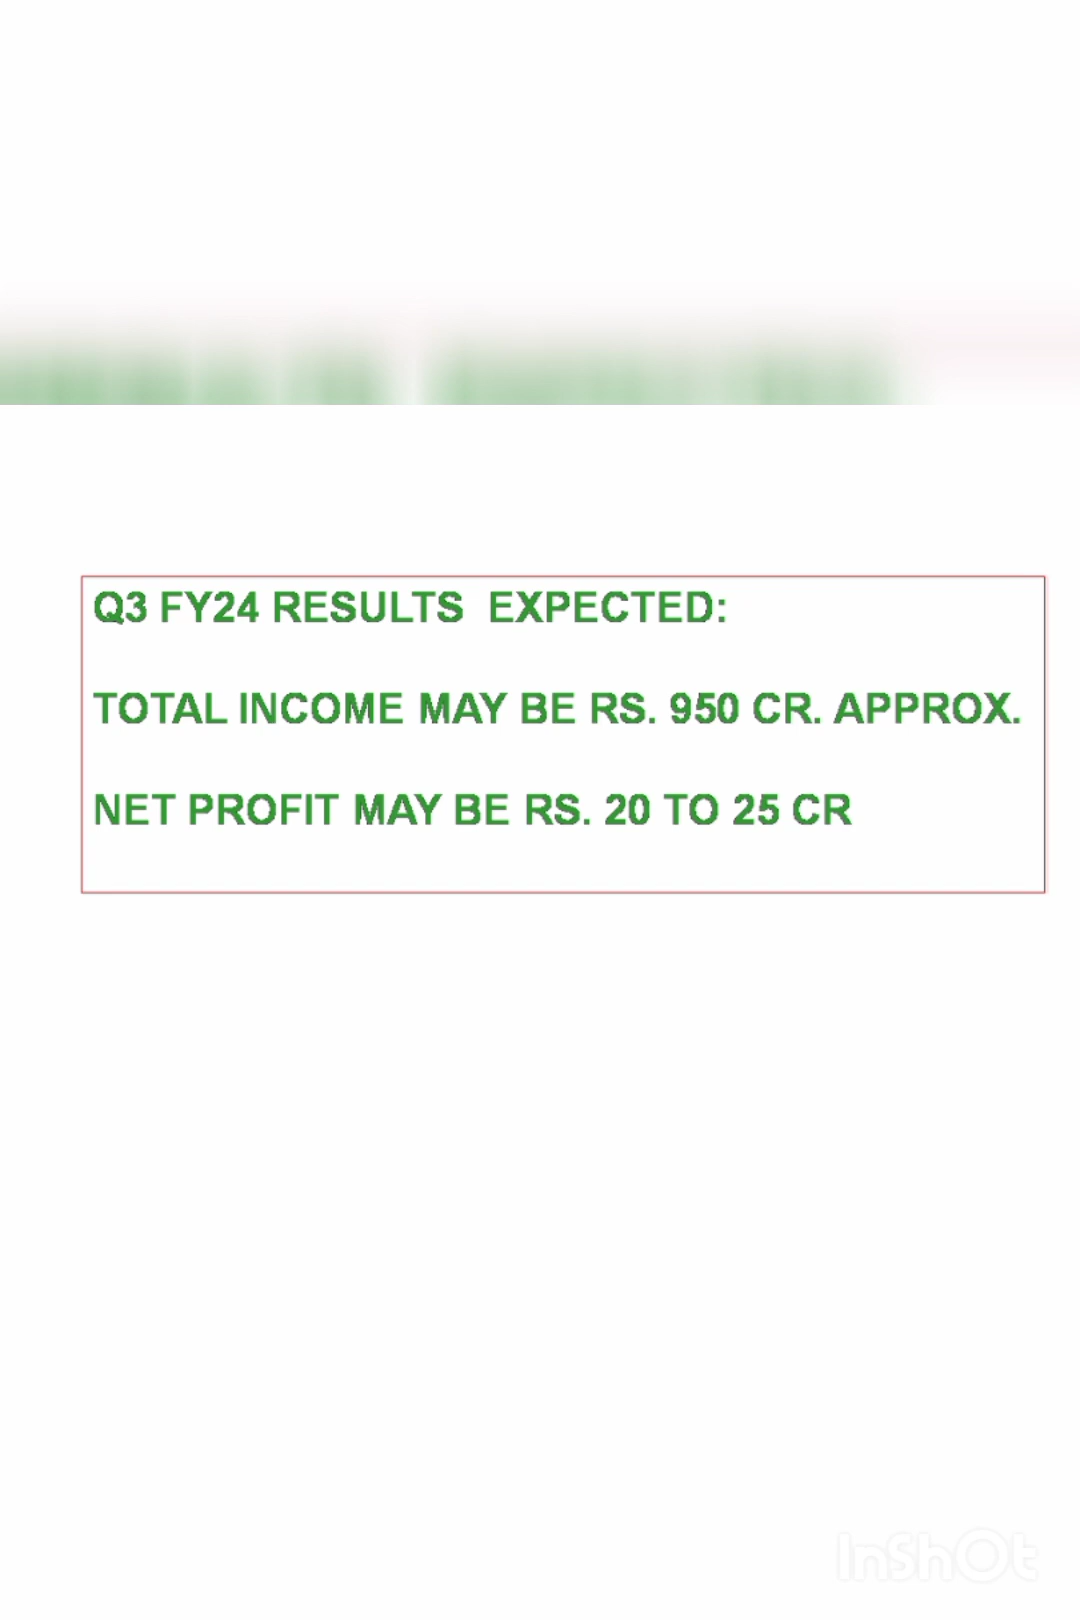 Q3 FY24 RESULTS EXPECTED:
TOTAL INCOME MAY BE RS. 950 CR. APPROX.
NET PROFIT MAY BE RS. 20 TO 25 CR
InShOt